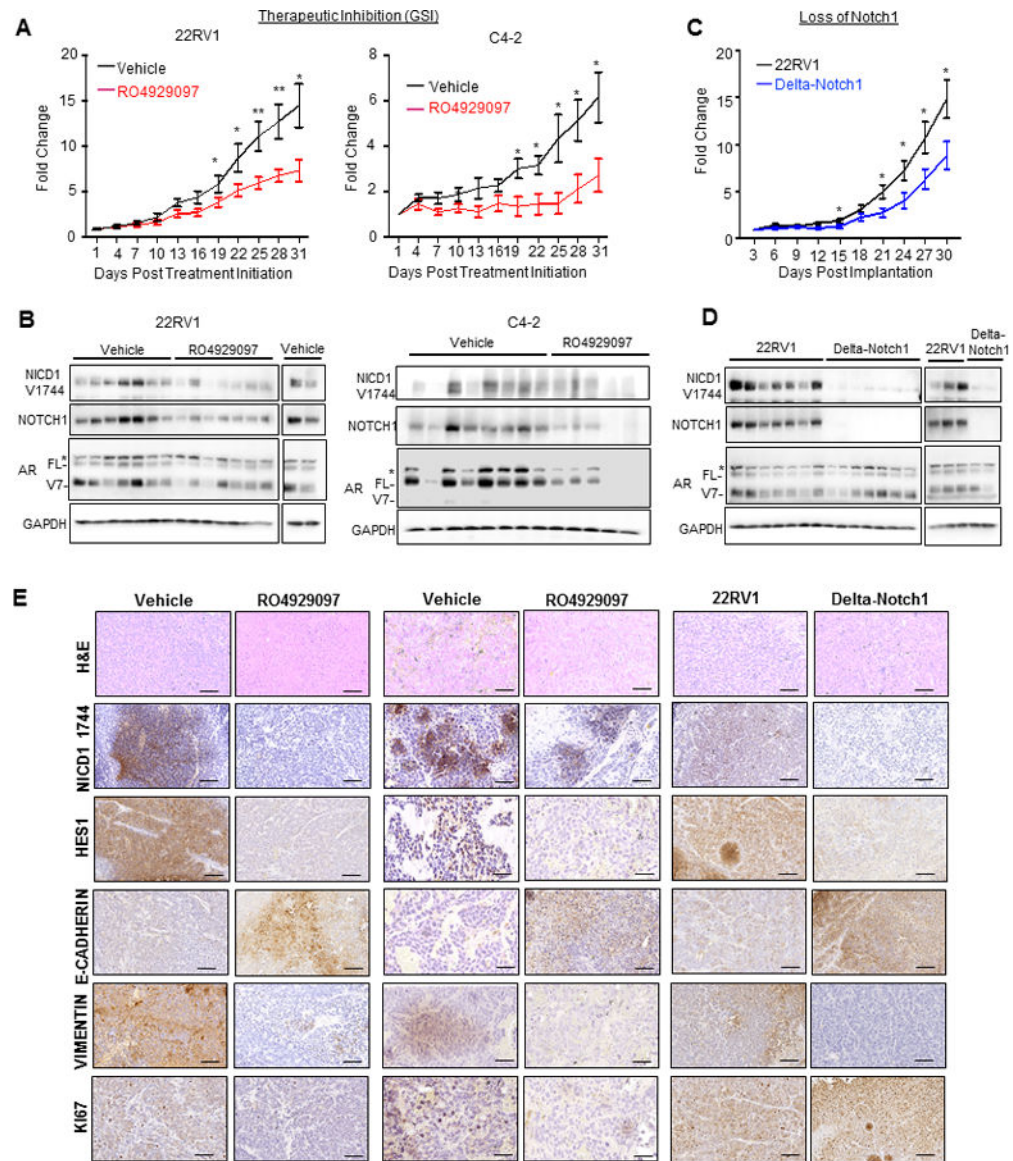 Therapeutic Inhibition (GSI)
Loss of Notch1
A
22RV1
Fold Change
20
15
10
5
0
Vehicle
RO4929097
*
*
**
**
*
1 4 7 10 13 16 19 22 25 28 31
Days Post Treatment Initiation
C4-2
Fold Change
8
6
4
2
0
Vehicle
RO4929097
*
*
*
*
*
1 4 7 10 13 16 19 22 25 28 31
Days Post Treatment Initiation
C
Fold Change
20
15
10
5
0
22RV1
Delta-Notch1
*
*
*
*
*
3 6 9 12 15 18 21 24 27 30
Days Post Implantation
B
22RV1
Vehicle RO4929097 Vehicle
NICD1
V1744
NOTCH1
AR
*
FL-
V7-
GAPDH
C4-2
Vehicle RO4929097
NICD1
V1744
NOTCH1
AR
*
FL-
V7-
GAPDH
D
22RV1 Delta-Notch1 22RV1 Delta-
Notch1
NICD1
V1744
NOTCH1
AR
*
FL-
V7-
GAPDH
E
Vehicle RO4929097 Vehicle RO4929097 22RV1 Delta-Notch1
H&E
NICD1 1744
HES1
E-CADHERIN
VIMENTIN
KI67